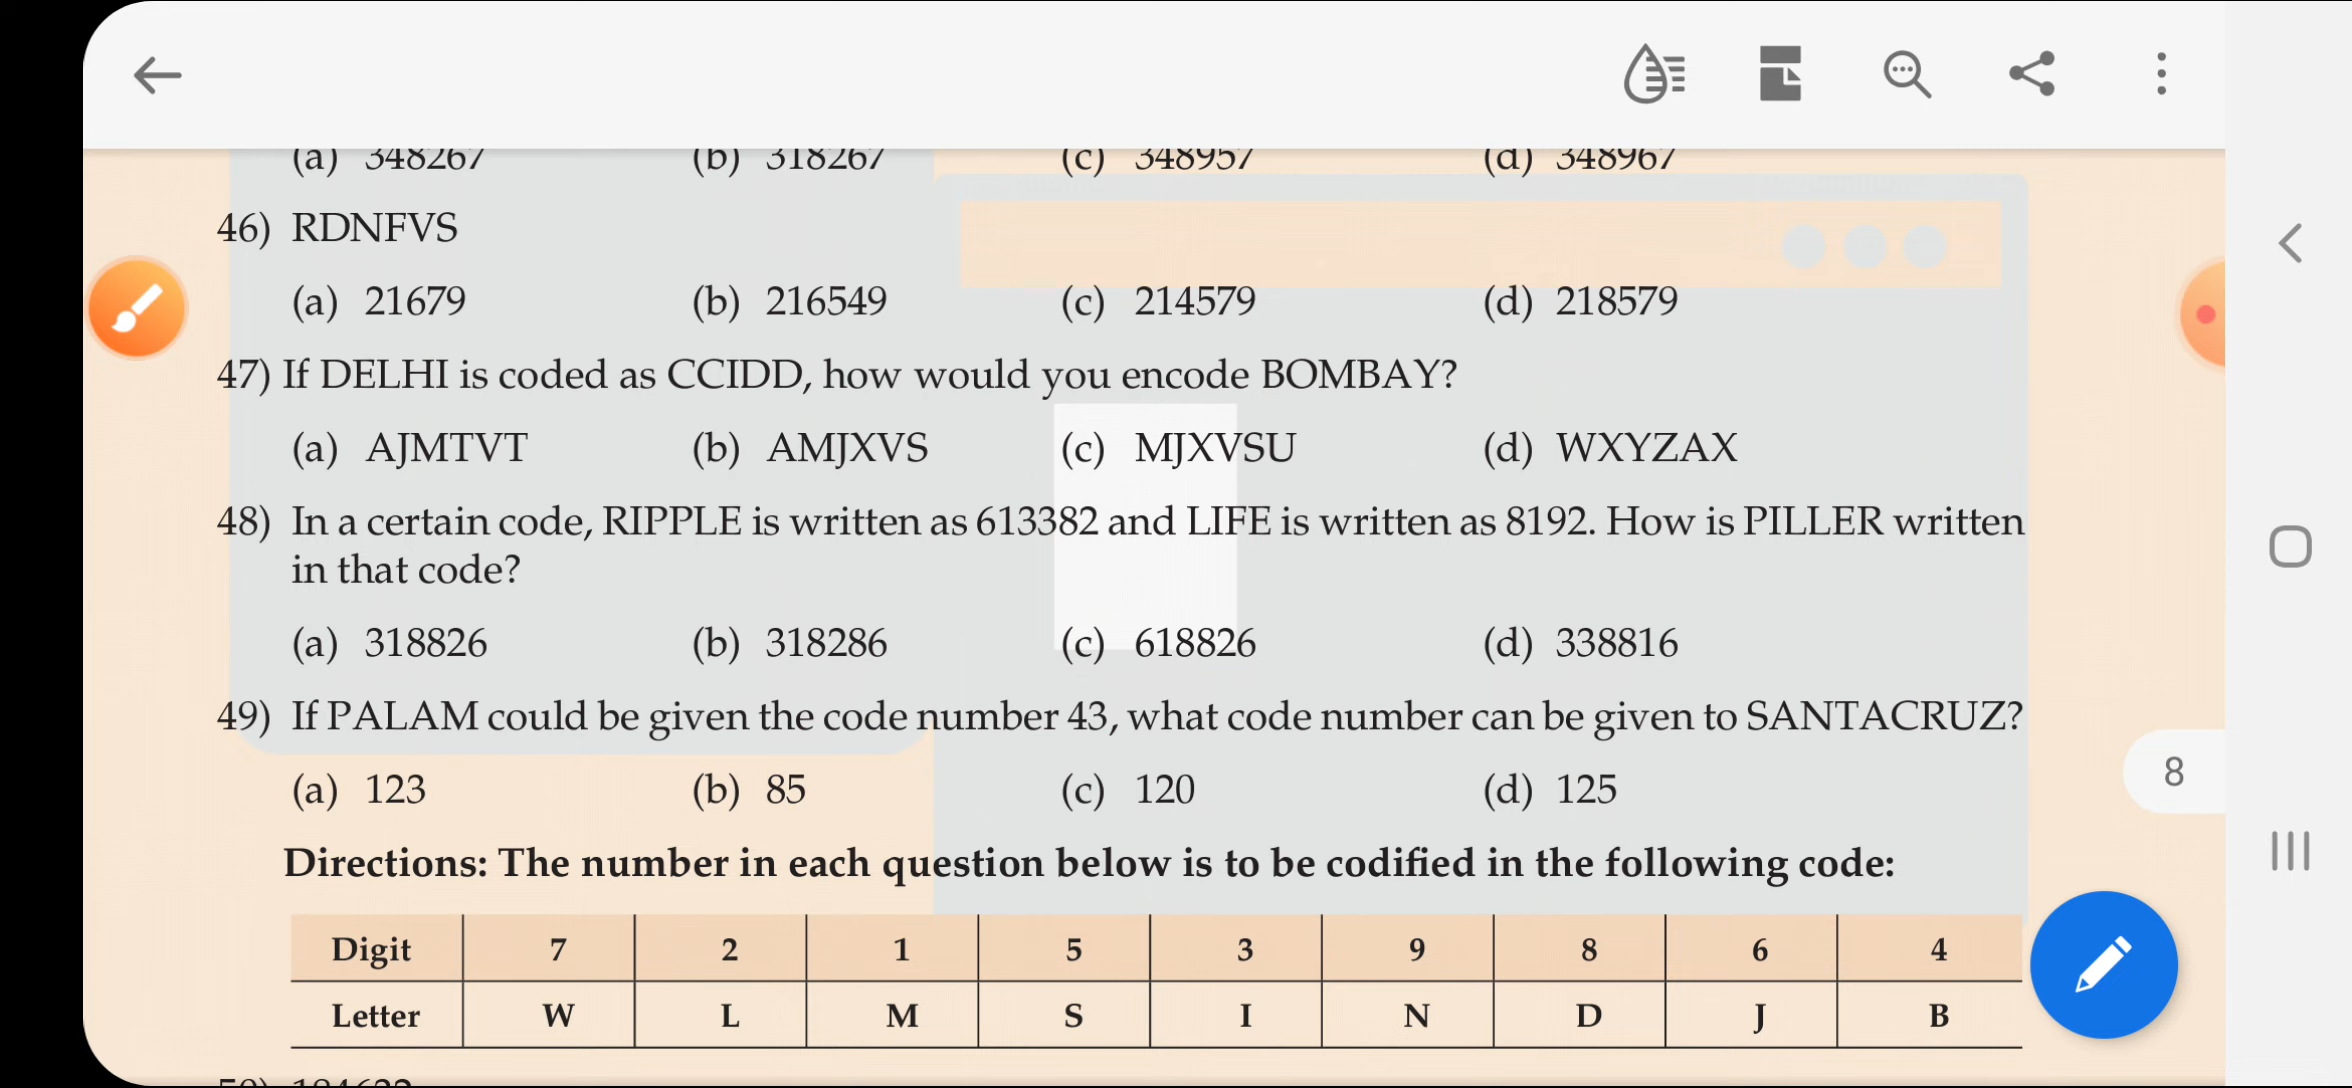 (a) 348267 (b) 318267 (c) 348957 (d) 348967
46) RDNFVS
(a) 21679 (b) 216549 (c) 214579 (d) 218579
47) If DELHI is coded as CCIDD, how would you encode BOMBAY?
(a) AJMTVT (b) AMJXVS (c) MJXVSU (d) WXYZAX
48) In a certain code, RIPPLE is written as 613382 and LIFE is written as 8192. How is PILLER written
in that code?
(a) 318826 (b) 318286 (c) 618826 (d) 338816
49) If PALAM could be given the code number 43, what code number can be given to SANTACRUZ?
(a) 123 (b) 85 (c) 120 (d) 125
8
Directions: The number in each question below is to be codified in the following code:
Digit 7 2 1 5 3 9 8 6 4
Letter W L M S I N D J B